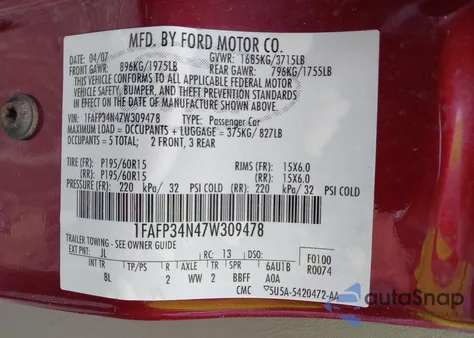 MFD. BY FORD MOTOR CO.
DATE: 04/07 GVWR: 1685KG/3715LB
FRONT GAWR: 896KG/1975LB REAR GAWR: 796KG/1755LB
THIS VEHICLE CONFORMS TO ALL APPLICABLE FEDERAL MOTOR
VEHICLE SAFETY, BUMPER, AND THEFT PREVENTION STANDARDS
IN EFFECT ON THE DATE OF MANUFACTURE SHOWN ABOVE.
VIN: 1FAFP34N47W309478 TYPE: Passenger Car
MAXIMUM LOAD = OCCUPANTS + LUGGAGE = 375KG/827LB
OCCUPANTS = 5 TOTAL: 2 FRONT, 3 REAR
TIRE (FR) P195/60R15 RIMS (FR): 15X6.0
(RR): P195/60R15 (RR): 15X6.0
PRESSURE (FR): 220 kPa/ 32 PSI COLD (RR): 220 kPa/ 32 PSI COLD
1FAFP34N47W309478
TRAILER TOWING - SEE OWNER GUIDE
F0100
R0074
EXT PNT: JL RC: 13 DSO:
INT TR TP/PS R AXLE TR SPR 6AU1B
BL 2 WW 2 BBFF A0A
CMC 5U5A-5420472-AA
autoSnap